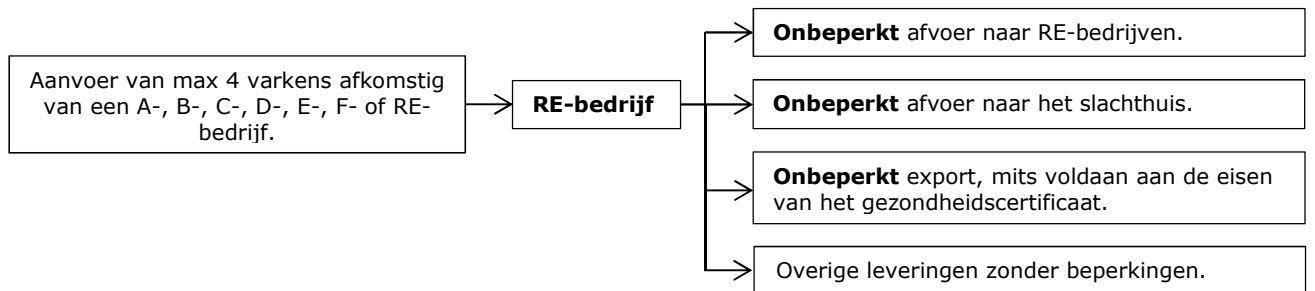 Aanvoer van max 4 varkens afkomstig
van een A-, B-, C-, D-, E-, F- of RE-
bedrijf.
RE-bedrijf
Onbeperkt afvoer naar RE-bedrijven.
Onbeperkt afvoer naar het slachthuis.
Onbeperkt export, mits voldaan aan de eisen
van het gezondheidscertificaat.
Overige leveringen zonder beperkingen.